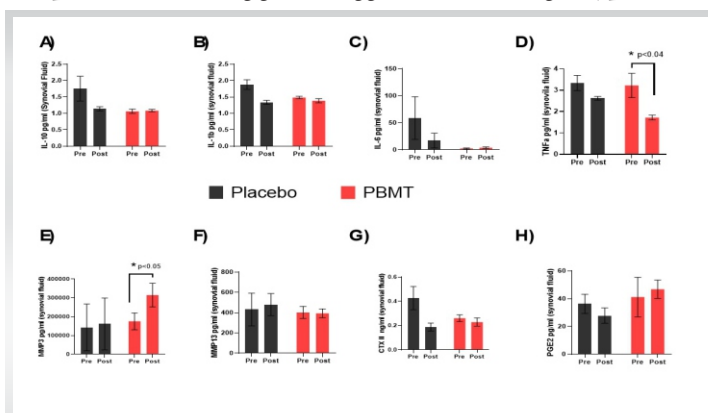 A)
IL-10 pg/ml (Synovial Fluid)
2.5
2.0
1.5
1.0
0.5
0.0
Pre Post Pre Post
B)
IL-1b pg/ml (synovial fluid)
2.5
2.0
1.5
1.0
0.5
0.0
Pre Post Pre Post
C)
IL-6 pg/ml (synovial fluid)
150
100
50
0
Pre Post Pre Post
D)
TNFa pg/ml (synovila fluid)
4
3
2
1
0
* p<0.04
Pre Post Pre Post
Placebo PBMT
E)
MMP3 pg/ml (synovial fluid)
400000
300000
200000
100000
0
* p<0.05
Pre Post Pre Post
F)
MMP13 pg/ml (synovial fluid)
800
600
400
200
0
Pre Post Pre Post
G)
CTX II ng/ml (synovial fluid)
0.6
0.4
0.2
0.0
Pre Post Pre Post
H)
PGE2 pg/ml (synovial fluid)
60
40
20
0
Pre Post Pre Post